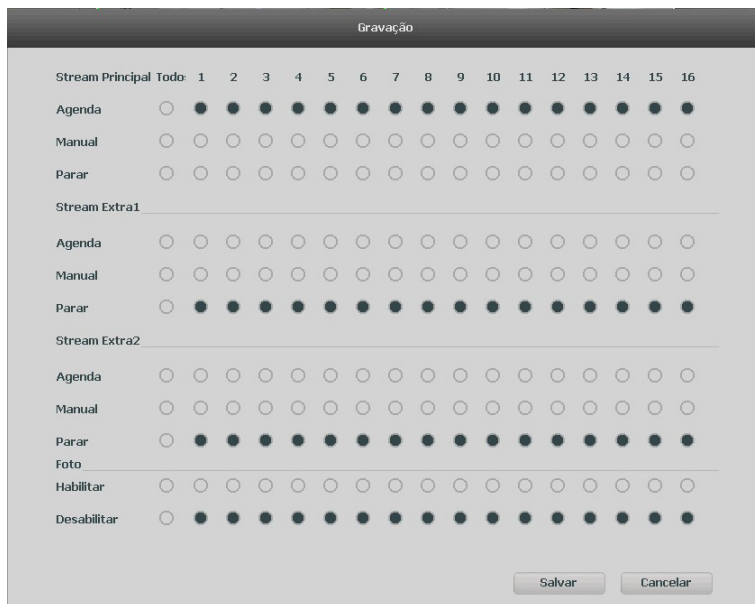 Gravação
Stream Principal Todo: 1 2 3 4 5 6 7 8 9 10 11 12 13 14 15 16
Agenda
Manual
Parar
Stream Extra1
Agenda
Manual
Parar
Stream Extra2
Agenda
Manual
Parar
Foto
Habilitar
Desabilitar
Salvar Cancelar